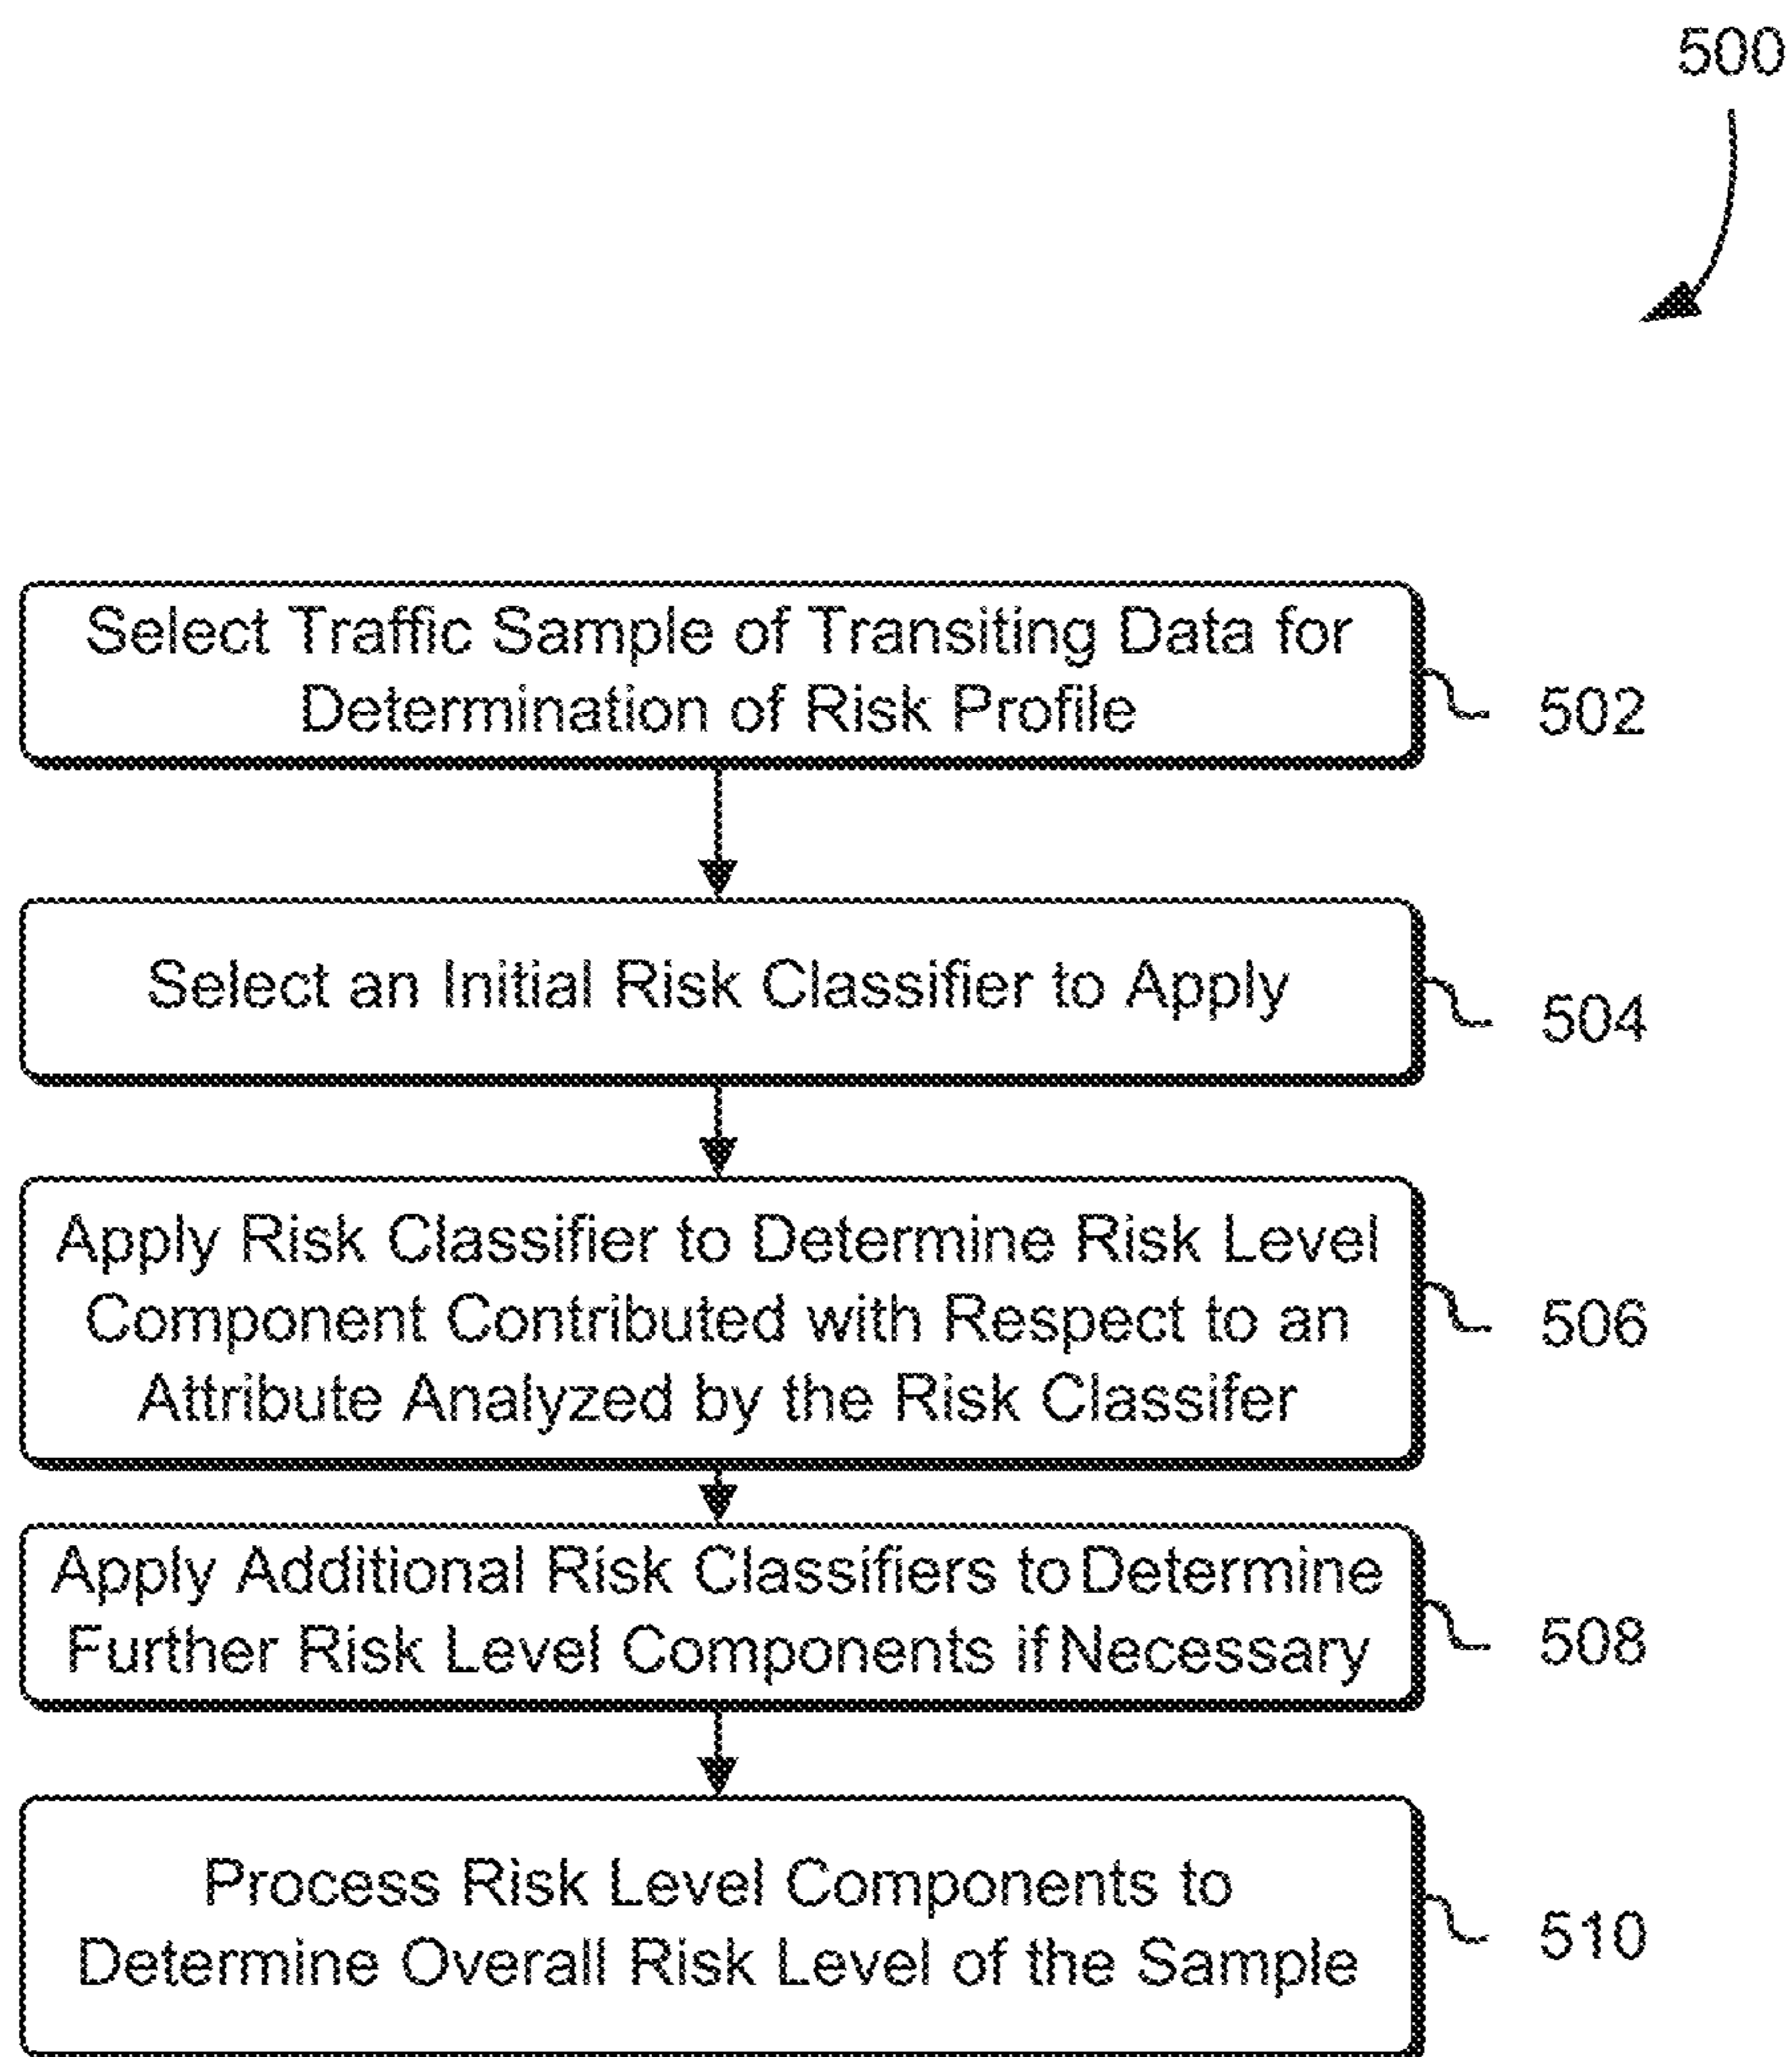 500
Select Traffic Sample of Transiting Data for
Determination of Risk Profile
502
Select an Initial Risk Classifier to Apply
504
Apply Risk Classifier to Determine Risk Level
Component Contributed with Respect to an
Attribute Analyzed by the Risk Classifer
506
Apply Additional Risk Classifiers to Determine
Further Risk Level Components if Necessary
508
Process Risk Level Components to
Determine Overall Risk Level of the Sample
510